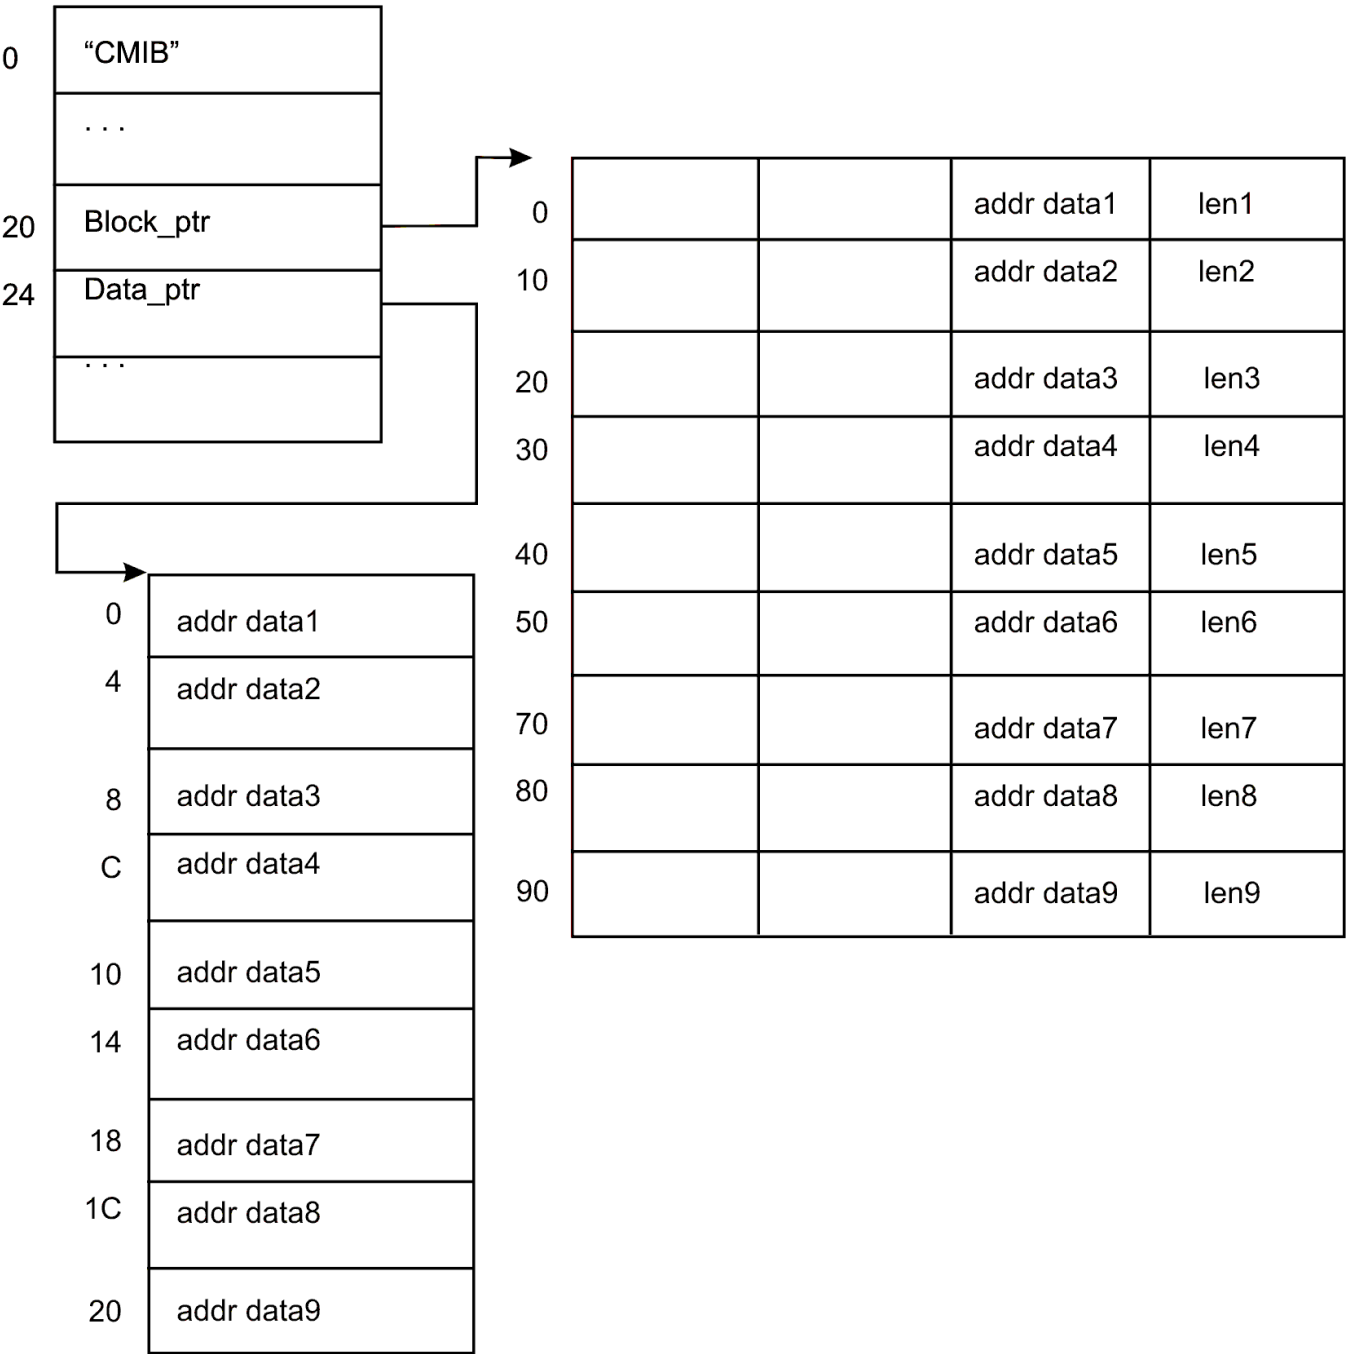 0 “CMIB”
. . .
20 Block_ptr
24 Data_ptr
. . .
0 addr data1 len1
10 addr data2 len2
20 addr data3 len3
30 addr data4 len4
40 addr data5 len5
50 addr data6 len6
70 addr data7 len7
80 addr data8 len8
90 addr data9 len9
0 addr data1
4 addr data2
8 addr data3
C addr data4
10 addr data5
14 addr data6
18 addr data7
1C addr data8
20 addr data9